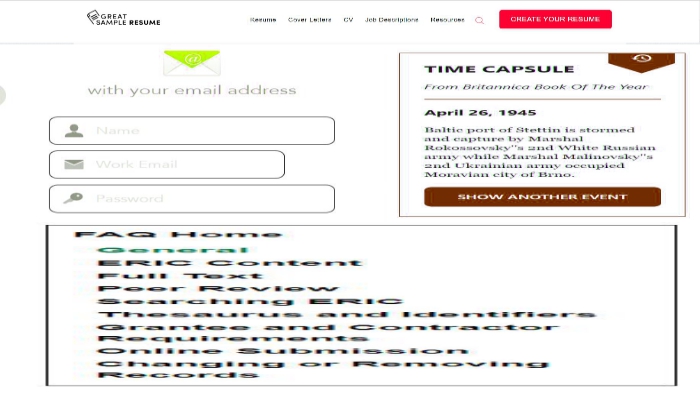 GREAT
SAMPLE RESUME
Resume Cover Letters CV Job Descriptions Resources CREATE YOUR RESUME
@
with your email address
Name
Work Email
Password
TIME CAPSULE
From Britannica Book Of The Year
April 26, 1945
Baltic port of Stettin is stormed
and capture by Marshal
Rokossovsky''s 2nd White Russian
army while Marshal Malinovsky''s
2nd Ukrainian army occupied
Moravian city of Brno.
SHOW ANOTHER EVENT
FAQ Home
General
ERIC Content
Full Text
Peer Review
Searching ERIC
Thesaurus and Identifiers
Grantee and Contractor
Requirements
Online Submission
Changing or Removing
Records